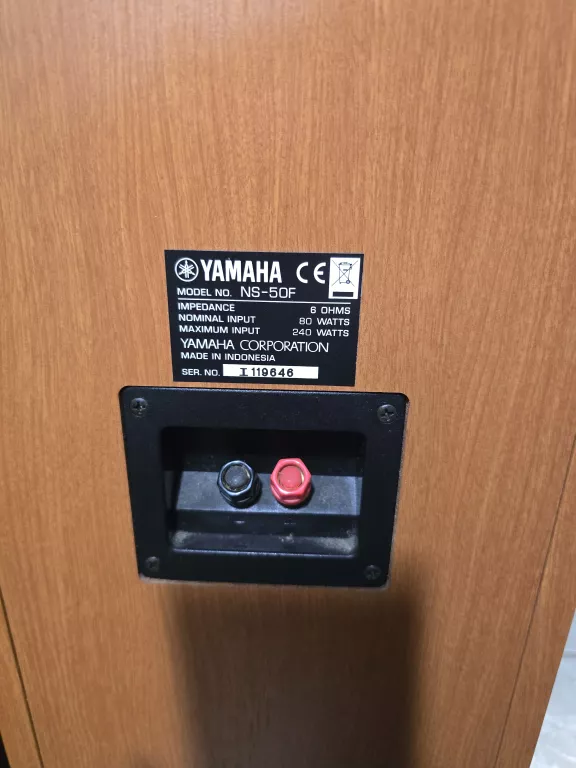 YAMAHA CE
MODEL NO. NS-50F
IMPEDANCE 6 OHMS
NOMINAL INPUT 80 WATTS
MAXIMUM INPUT 240 WATTS
YAMAHA CORPORATION
MADE IN INDONESIA
SER. NO. I 119646